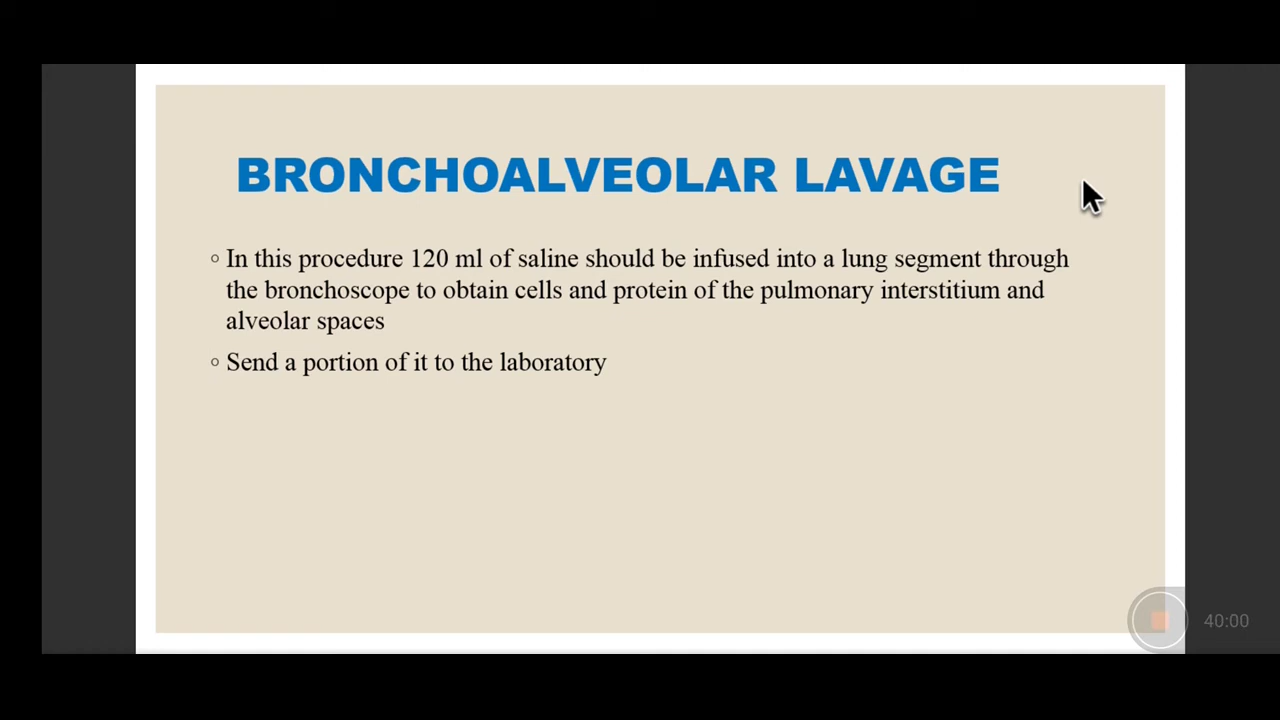 BRONCHOALVEOLAR LAVAGE
◦ In this procedure 120 ml of saline should be infused into a lung segment through
the bronchoscope to obtain cells and protein of the pulmonary interstitium and
alveolar spaces
◦ Send a portion of it to the laboratory
40:00